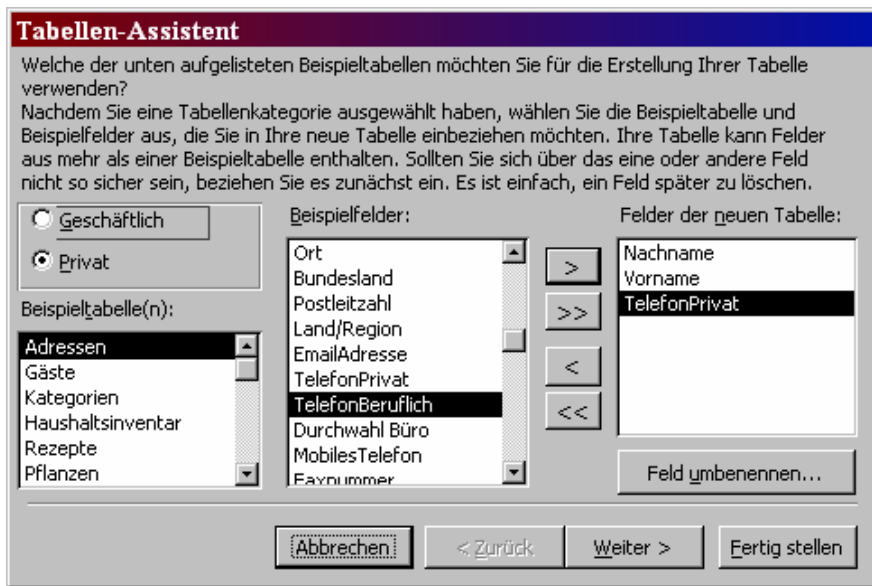 Tabellen-Assistent
Welche der unten aufgelisteten Beispieltabellen möchten Sie für die Erstellung Ihrer Tabelle
verwenden?
Nachdem Sie eine Tabellenkategorie ausgewählt haben, wählen Sie die Beispieltabelle und
Beispielfelder aus, die Sie in Ihre neue Tabelle einbeziehen möchten. Ihre Tabelle kann Felder
aus mehr als einer Beispieltabelle enthalten. Sollten Sie sich über das eine oder andere Feld
nicht so sicher sein, beziehen Sie es zunächst ein. Es ist einfach, ein Feld später zu löschen.
Geschäftlich
Privat
Beispieltabelle(n):
Adressen
Gäste
Kategorien
Haushaltsinventar
Rezepte
Pflanzen
Beispielfelder:
Ort
Bundesland
Postleitzahl
Land/Region
EmailAdresse
TelefonPrivat
TelefonBeruflich
Durchwahl Büro
MobilesTelefon
Faxnummer
>
>>
<
<<
Felder der neuen Tabelle:
Nachname
Vorname
TelefonPrivat
Feld umbenennen...
Abbrechen
< Zurück
Weiter >
Fertig stellen